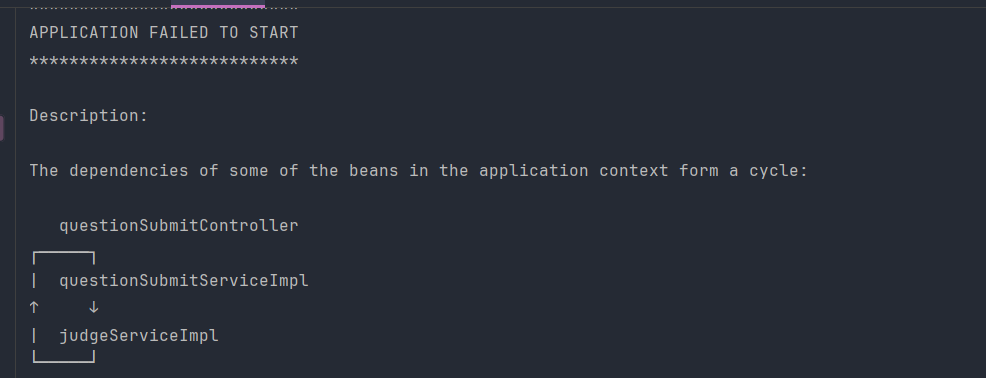 ***************************
APPLICATION FAILED TO START
***************************
Description:
The dependencies of some of the beans in the application context form a cycle:
questionSubmitController
┌─────┐
|  questionSubmitServiceImpl
↑     ↓
|  judgeServiceImpl
└─────┘